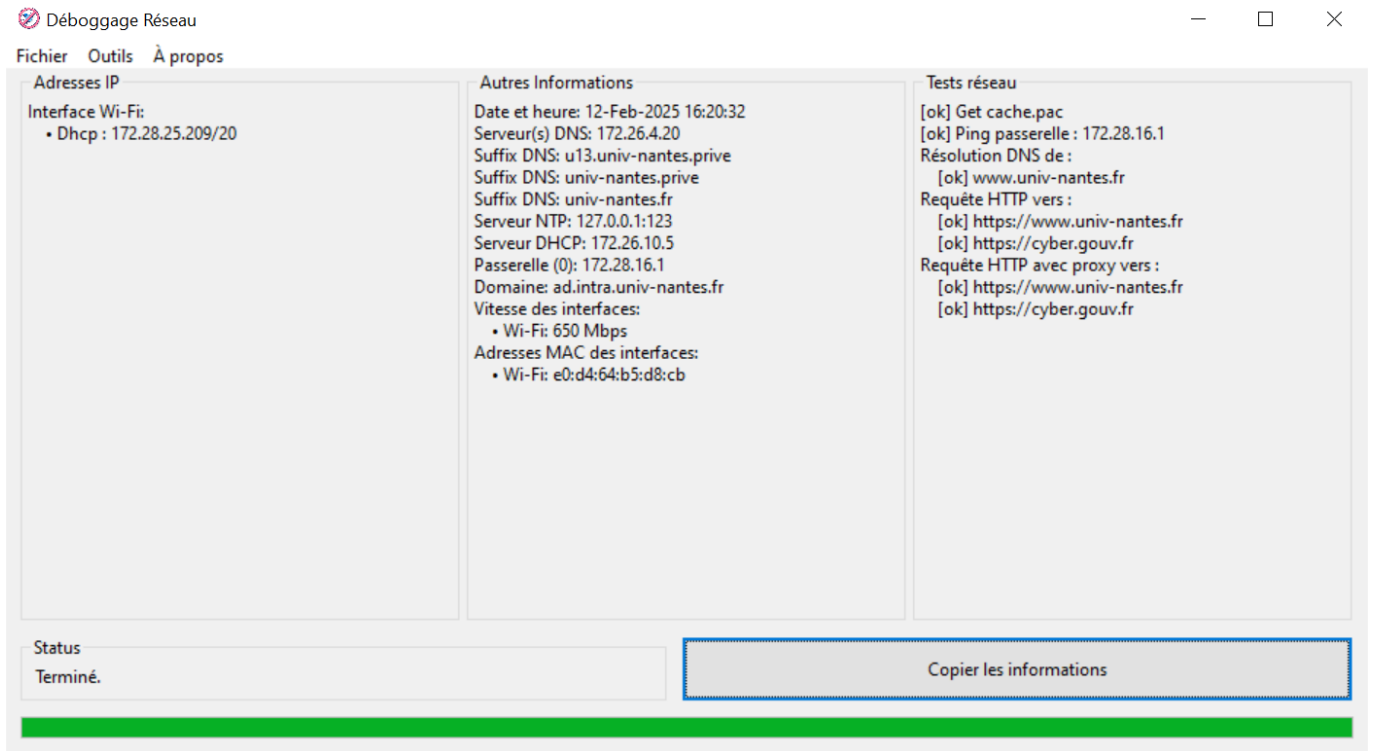 Déboggage Réseau
Fichier Outils À propos
Adresses IP
Interface Wi-Fi:
• Dhcp : 172.28.25.209/20
Autres Informations
Date et heure: 12-Feb-2025 16:20:32
Serveur(s) DNS: 172.26.4.20
Suffix DNS: u13.univ-nantes.prive
Suffix DNS: univ-nantes.prive
Suffix DNS: univ-nantes.fr
Serveur NTP: 127.0.0.1:123
Serveur DHCP: 172.26.10.5
Passerelle (0): 172.28.16.1
Domaine: ad.intra.univ-nantes.fr
Vitesse des interfaces:
• Wi-Fi: 650 Mbps
Adresses MAC des interfaces:
• Wi-Fi: e0:d4:64:b5:d8:cb
Tests réseau
[ok] Get cache.pac
[ok] Ping passerelle : 172.28.16.1
Résolution DNS de :
[ok] www.univ-nantes.fr
Requête HTTP vers :
[ok] https://www.univ-nantes.fr
[ok] https://cyber.gouv.fr
Requête HTTP avec proxy vers :
[ok] https://www.univ-nantes.fr
[ok] https://cyber.gouv.fr
Status
Terminé.
Copier les informations